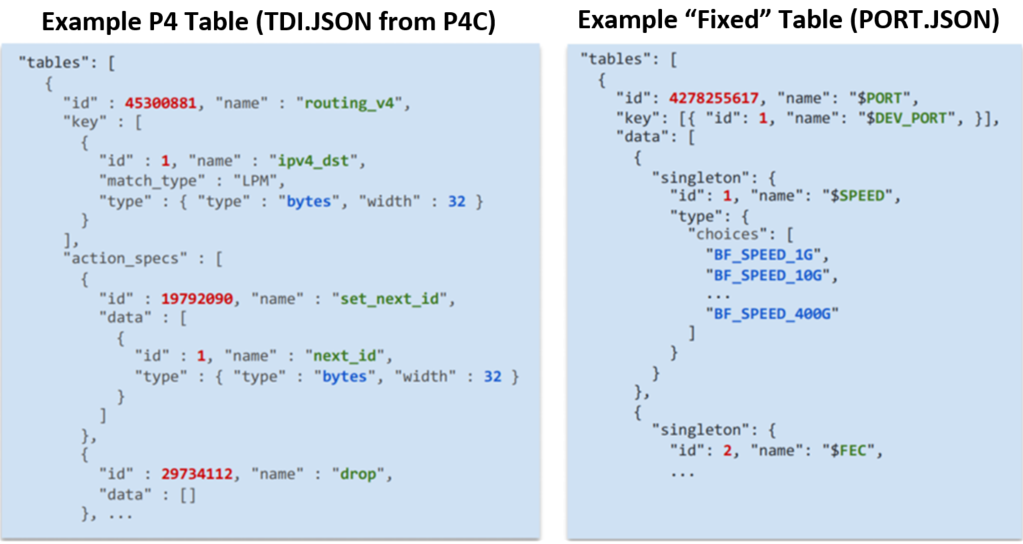 Example P4 Table (TDI.JSON from P4C)
"tables": [
{
"id" : 45300881, "name" : "routing_v4",
"key" : [
{
"id" : 1, "name" : "ipv4_dst",
"match_type" : "LPM",
"type" : { "type" : "bytes", "width" : 32 }
}
],
"action_specs" : [
{
"id" : 19792090, "name" : "set_next_id",
"data" : [
{
"id" : 1, "name" : "next_id",
"type" : { "type" : "bytes", "width" : 32 }
}
]
},
{
"id" : 29734112, "name" : "drop",
"data" : []
}, ...
Example “Fixed” Table (PORT.JSON)
"tables": [
{
"id": 4278255617, "name": "$PORT",
"key": [{ "id": 1, "name": "$DEV_PORT", }],
"data": [
{
"singleton": {
"id": 1, "name": "$SPEED",
"type": {
"choices": [
"BF_SPEED_1G",
"BF_SPEED_10G",
...
"BF_SPEED_400G"
]
}
}
},
{
"singleton": {
"id": 2, "name": "$FEC",
...